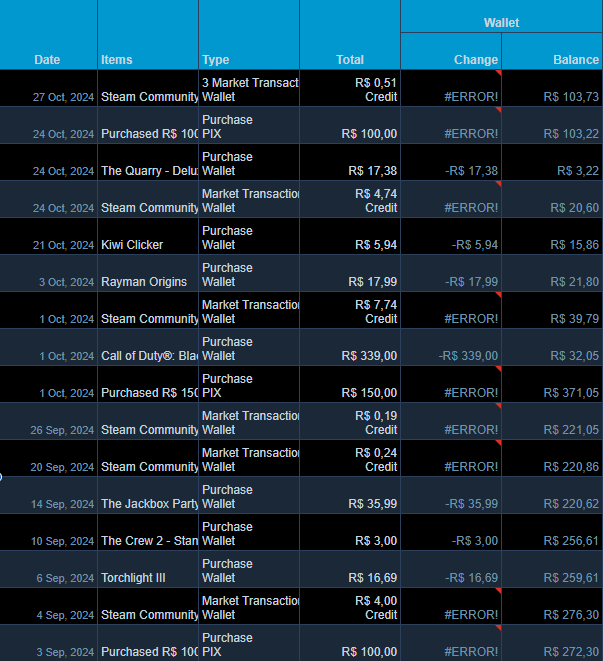 Wallet
Date Items Type Total Change Balance
3 Market Transact R$ 0,51
27 Oct, 2024 Steam Community Wallet Credit #ERROR! R$ 103,73
Purchase
24 Oct, 2024 Purchased R$ 100 PIX R$ 100,00 #ERROR! R$ 103,22
Purchase
24 Oct, 2024 The Quarry - Delu Wallet R$ 17,38 -R$ 17,38 R$ 3,22
Market Transaction R$ 4,74
24 Oct, 2024 Steam Community Wallet Credit #ERROR! R$ 20,60
Purchase
21 Oct, 2024 Kiwi Clicker Wallet R$ 5,94 -R$ 5,94 R$ 15,86
Purchase
3 Oct, 2024 Rayman Origins Wallet R$ 17,99 -R$ 17,99 R$ 21,80
Market Transaction R$ 7,74
1 Oct, 2024 Steam Community Wallet Credit #ERROR! R$ 39,79
Purchase
1 Oct, 2024 Call of Duty®: Blac Wallet R$ 339,00 -R$ 339,00 R$ 32,05
Purchase
1 Oct, 2024 Purchased R$ 150 PIX R$ 150,00 #ERROR! R$ 371,05
Market Transaction R$ 0,19
26 Sep, 2024 Steam Community Wallet Credit #ERROR! R$ 221,05
Market Transaction R$ 0,24
20 Sep, 2024 Steam Community Wallet Credit #ERROR! R$ 220,86
Purchase
14 Sep, 2024 The Jackbox Party Wallet R$ 35,99 -R$ 35,99 R$ 220,62
Purchase
10 Sep, 2024 The Crew 2 - Stan Wallet R$ 3,00 -R$ 3,00 R$ 256,61
Purchase
6 Sep, 2024 Torchlight III Wallet R$ 16,69 -R$ 16,69 R$ 259,61
Market Transaction R$ 4,00
4 Sep, 2024 Steam Community Wallet Credit #ERROR! R$ 276,30
Purchase
3 Sep, 2024 Purchased R$ 100 PIX R$ 100,00 #ERROR! R$ 272,30